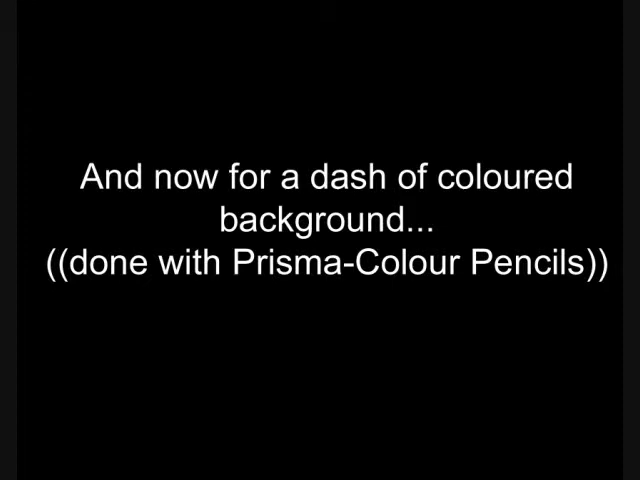 And now for a dash of coloured
background...
((done with Prisma-Colour Pencils))